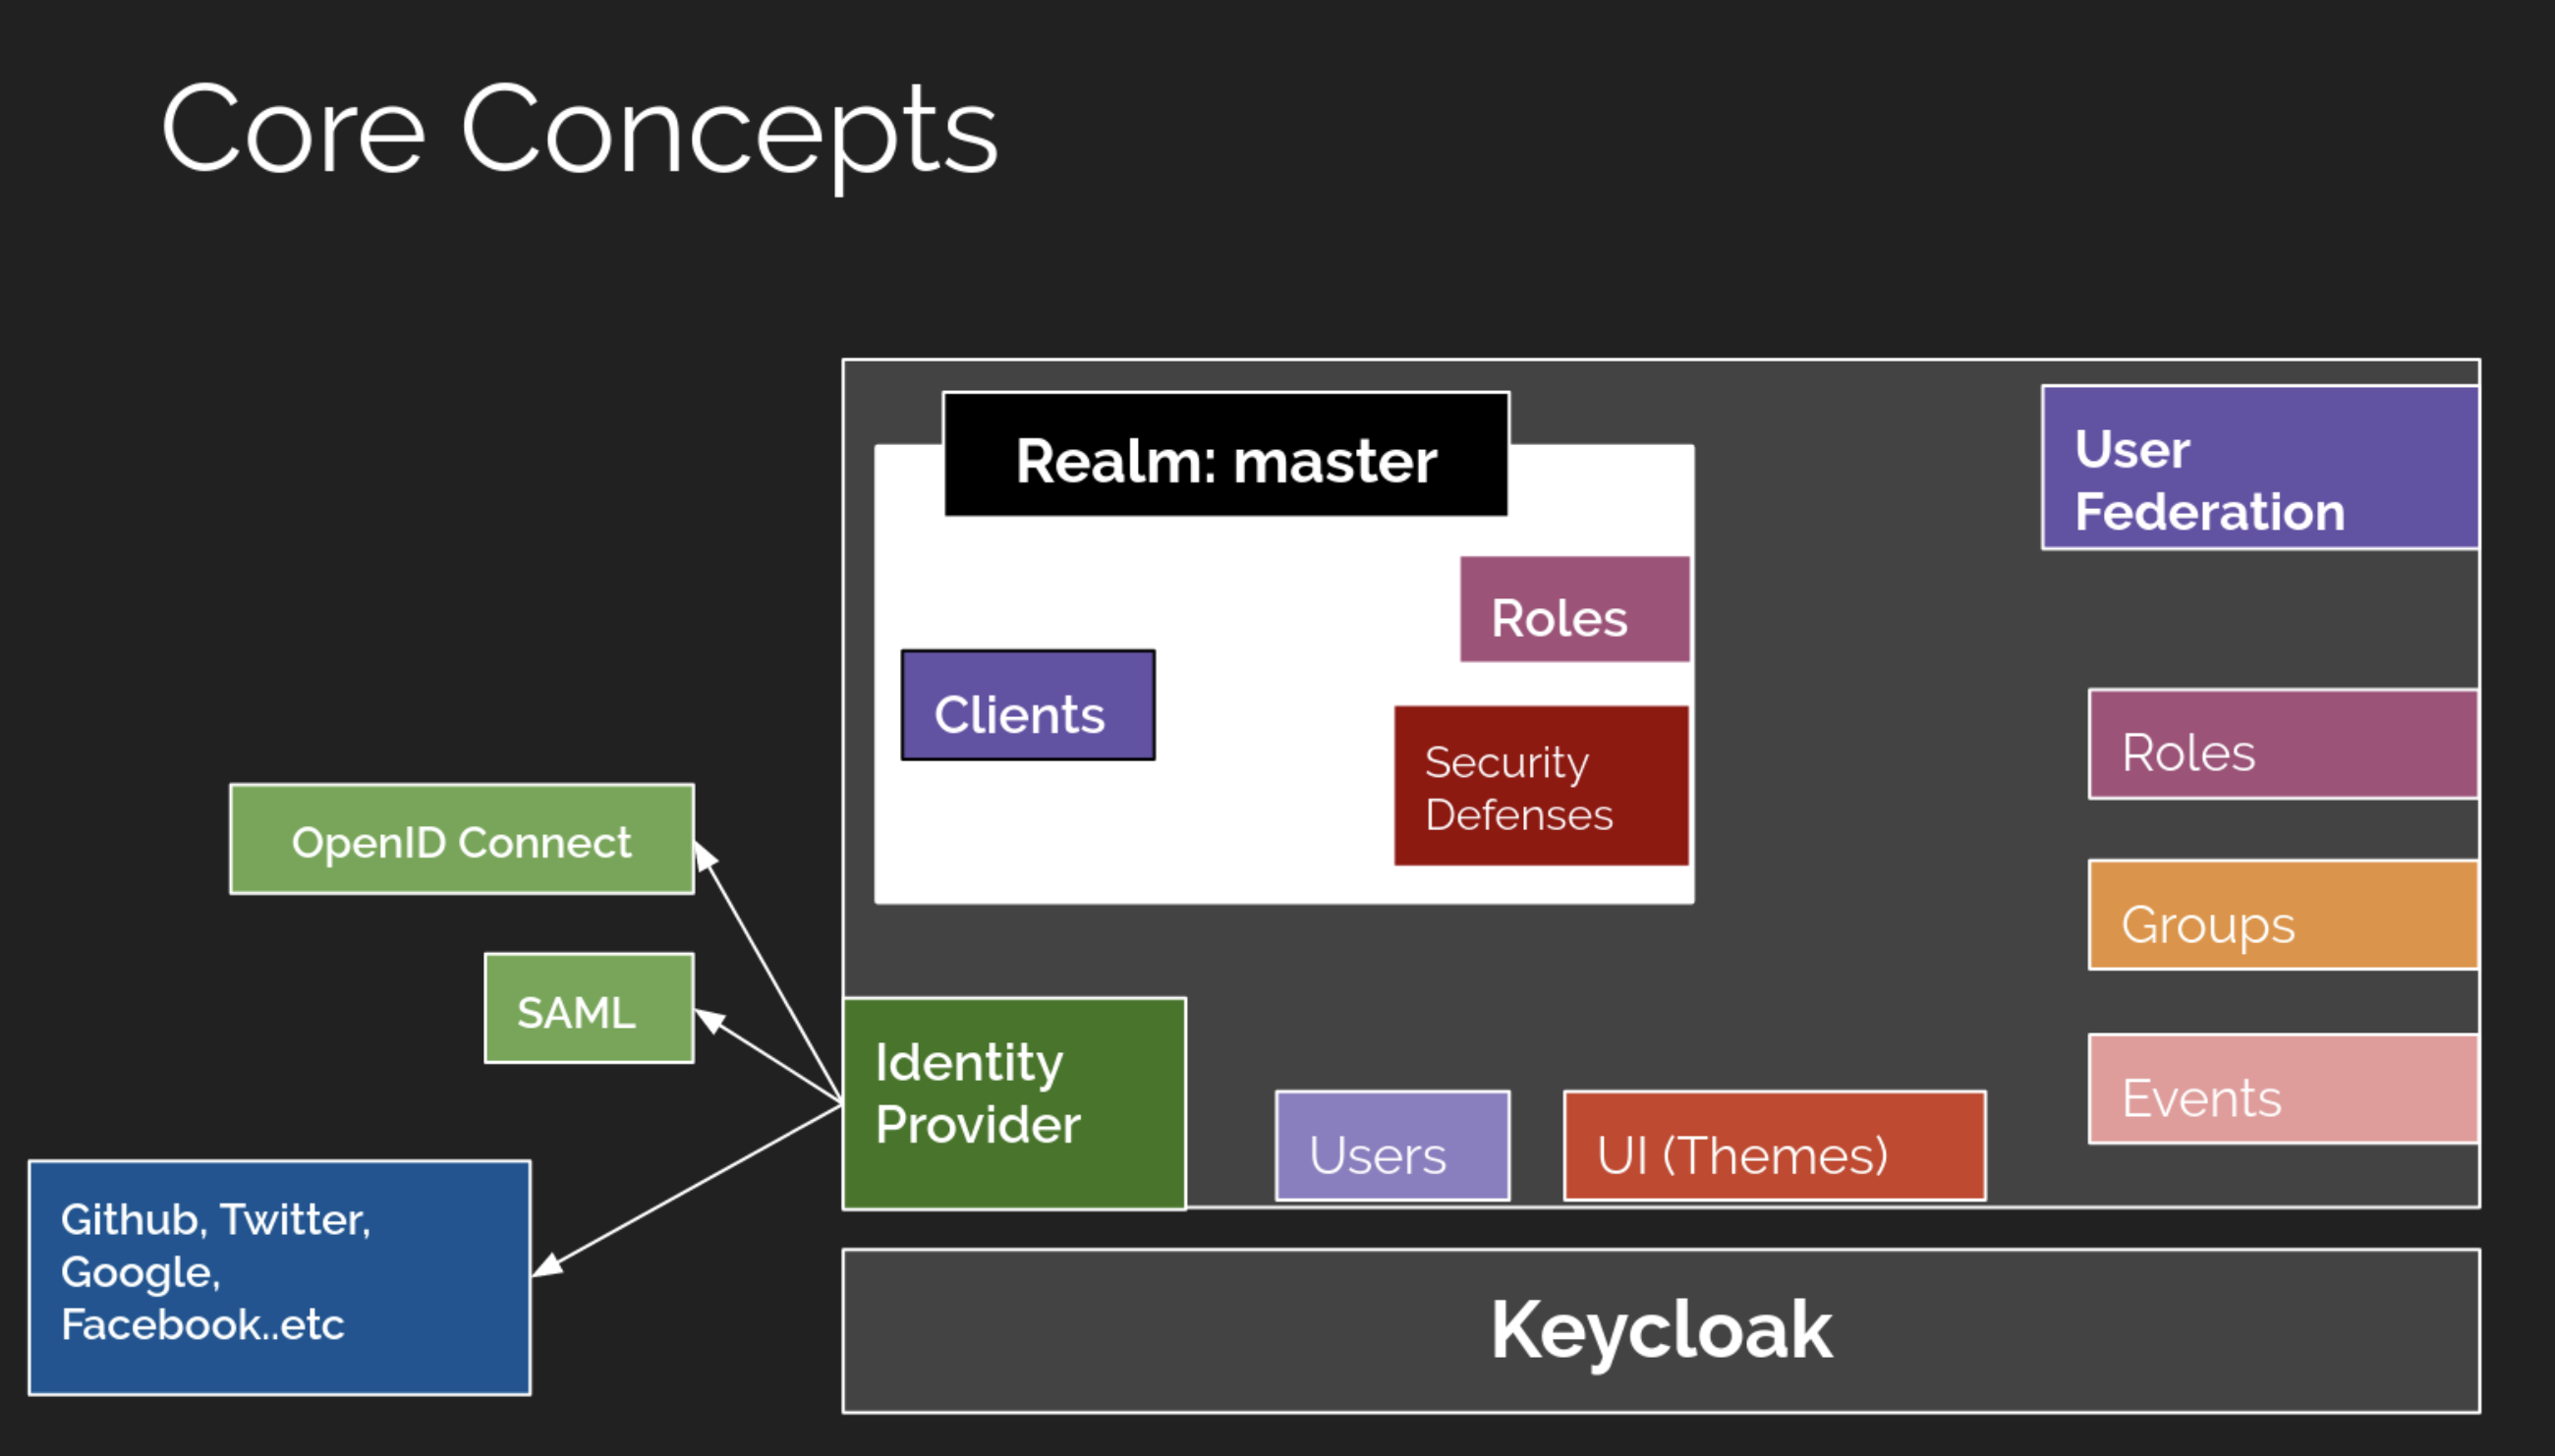 Core Concepts
Realm: master
User
Federation
Roles
Clients
Security
Defenses
Roles
OpenID Connect
Groups
SAML
Identity
Provider
Events
Users
UI (Themes)
Github, Twitter,
Google,
Facebook..etc
Keycloak